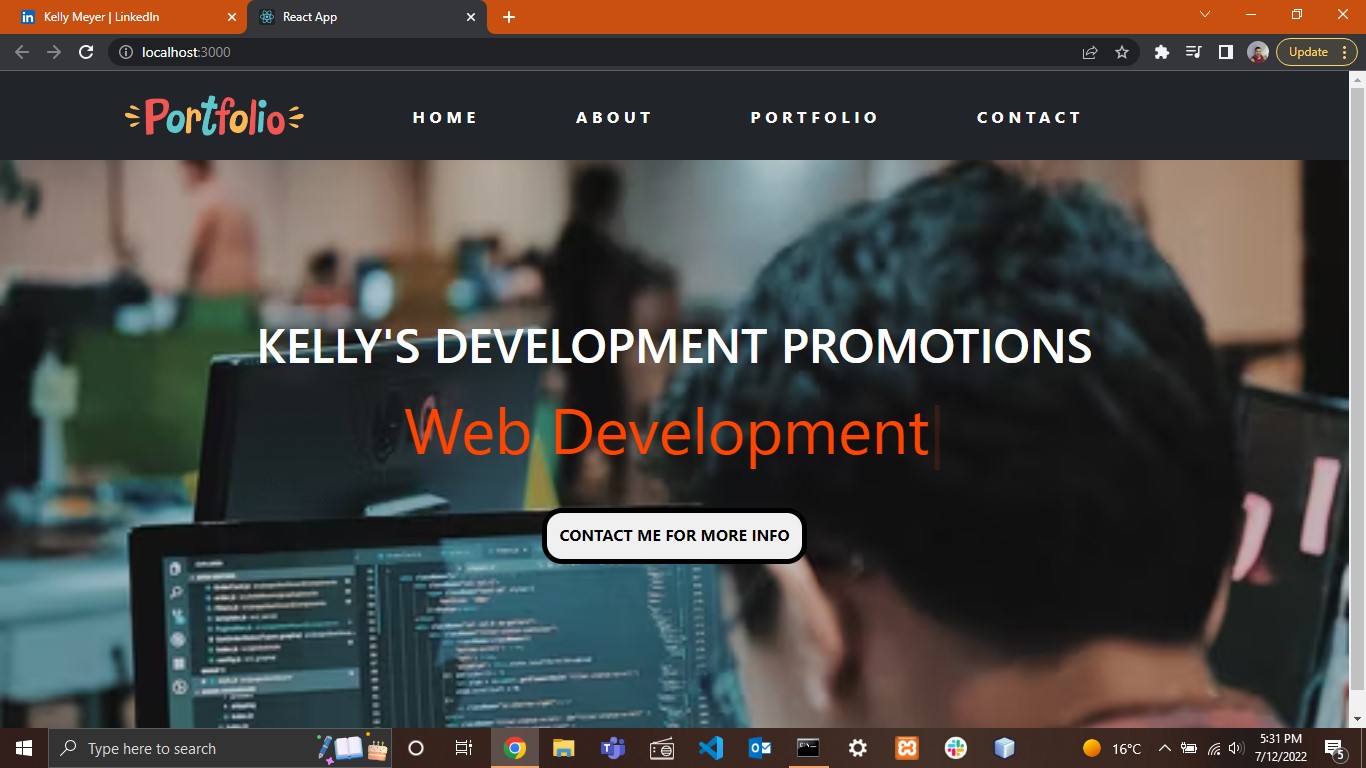 Kelly Meyer | LinkedIn
React App
localhost:3000
Update
Portfolio
HOME
ABOUT
PORTFOLIO
CONTACT
KELLY'S DEVELOPMENT PROMOTIONS
Web Development
CONTACT ME FOR MORE INFO
Type here to search
16°C
5:31 PM
7/12/2022
5